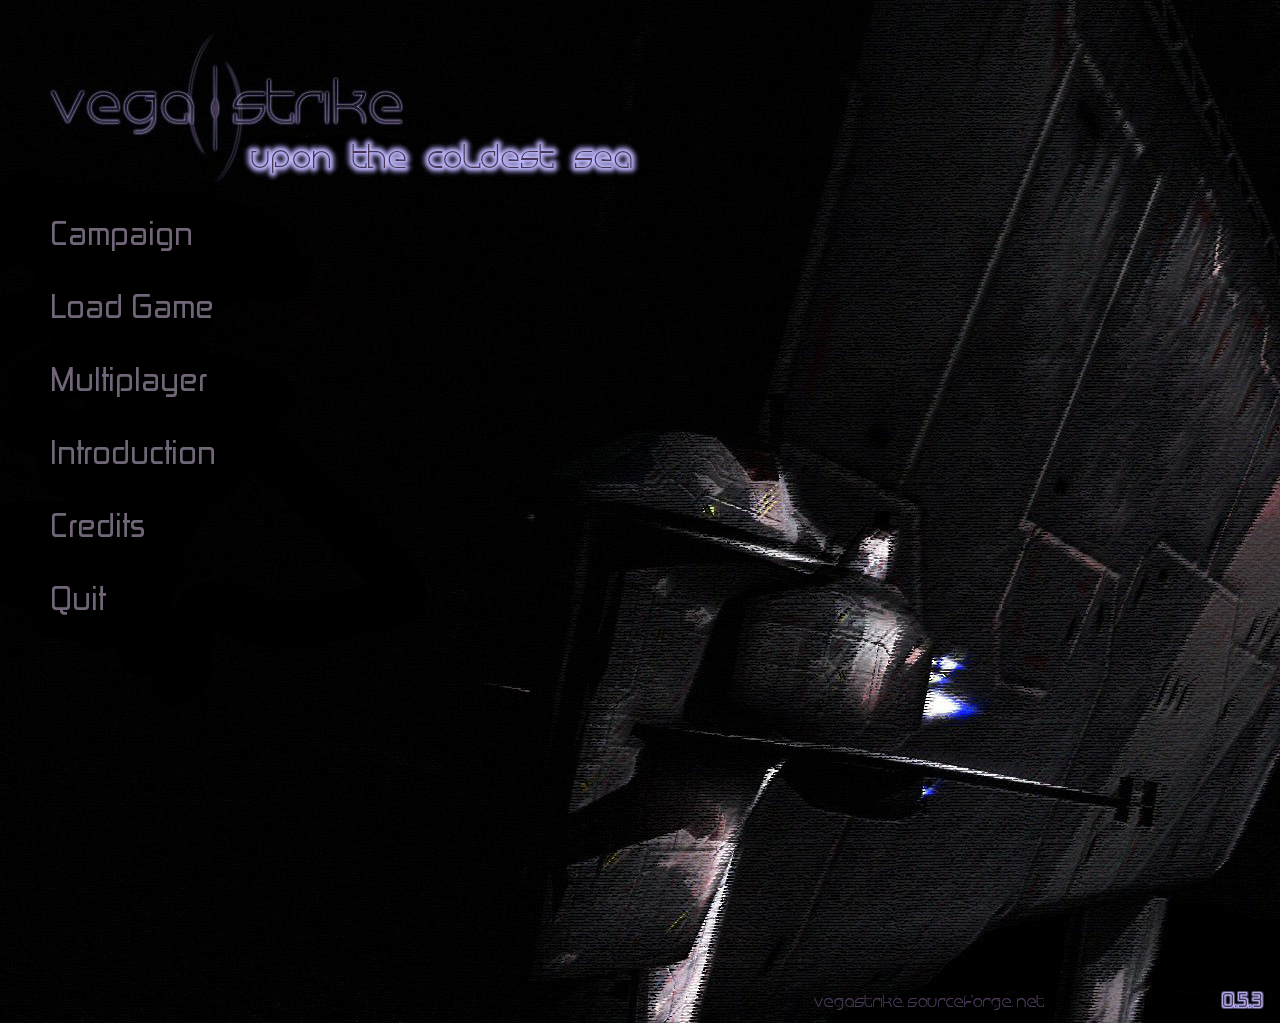 vega strike
upon the coldest sea
Campaign
Load Game
Multiplayer
Introduction
Credits
Quit
vegastrike.sourceforge.net
0.5.3